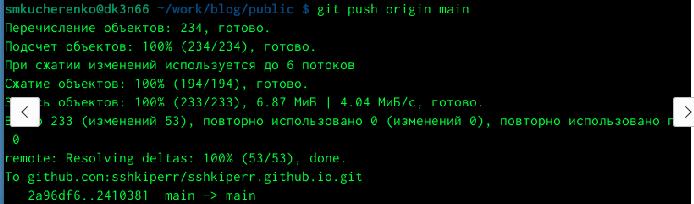 smkucherenko@dk3n66 ~/work/blog/public $ git push origin main
Перечисление объектов: 234, готово.
Подсчет объектов: 100% (234/234), готово.
При сжатии изменений используется до 6 потоков
Сжатие объектов: 100% (194/194), готово.
объектов: 100% (233/233), 6.87 МиБ | 4.04 МиБ/с, готово.
233 (изменений 53), повторно использовано 0 (изменений 0), повторно использовано
0
remote: Resolving deltas: 100% (53/53), done.
To github.com:sshkiperr/sshkiperr.github.io.git
2a96df6..2410381 main -> main